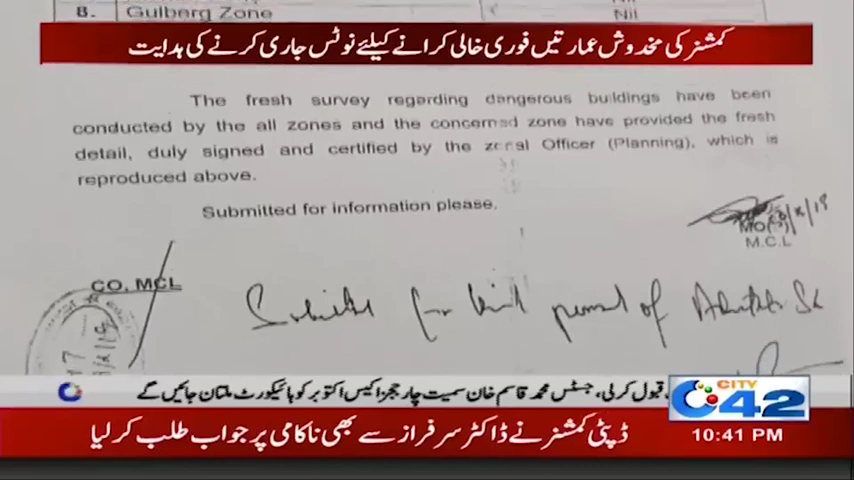 8. Gulberg Zone Nil
کمشنر کی مخدوش عمارتیں فوری خالی کرانے کیلئے نوٹس جاری کرنے کی ہدایت
The fresh survey regarding dangerous buildings have been
conducted by the all zones and the concerned zone have provided the fresh
detail, duly signed and certified by the zonal Officer (Planning), which is
reproduced above.
Submitted for information please.
M.C.L
CO, MCL
for kind perusal of
قبول کرلی، جسٹس محمد قاسم خان سمیت چار ججز اکیس اکتوبر کو ہائیکورٹ ملتان جائیں گے
CITY
42
ڈپٹی کمشنر نے ڈاکٹر سرفراز سے بھی ناکامی پر جواب طلب کرلیا
10:41 PM